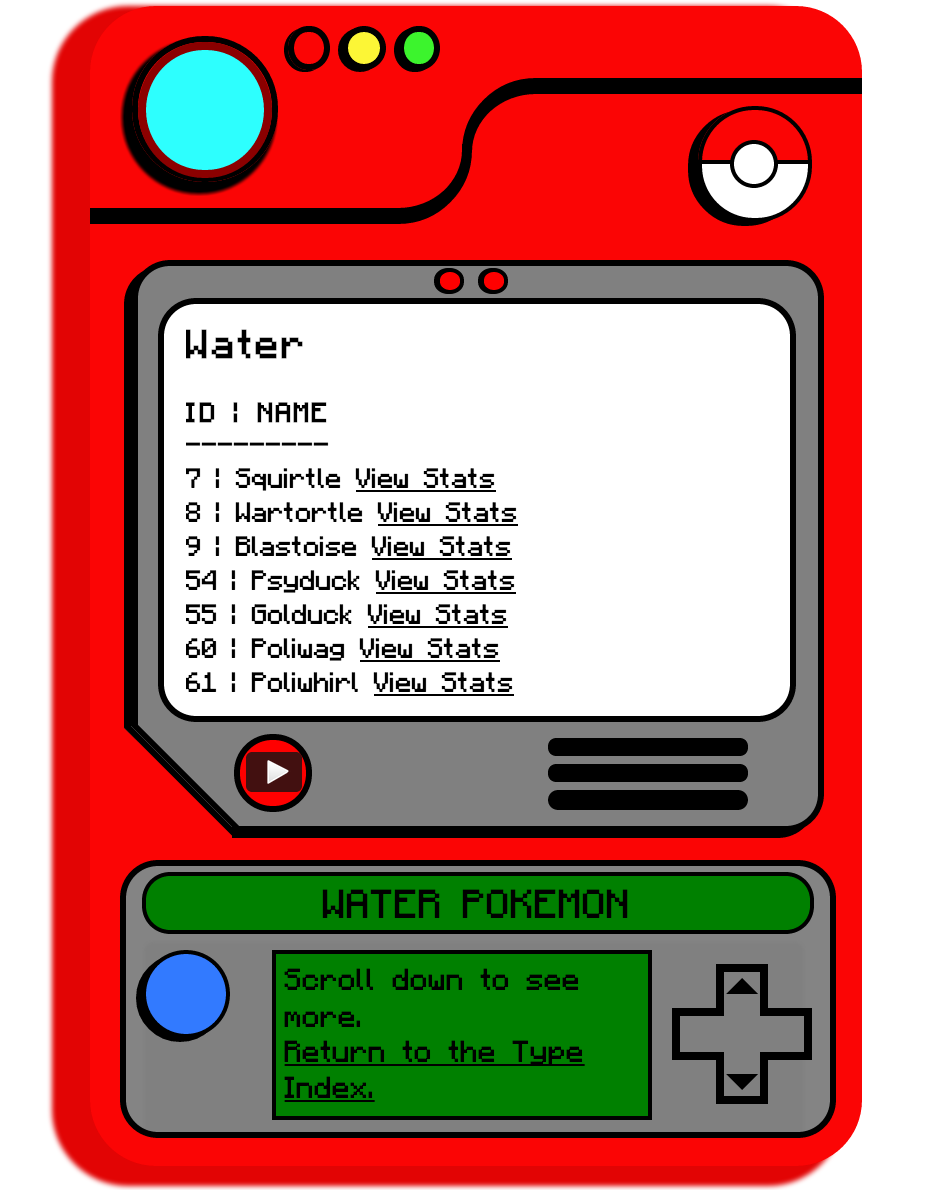 Water
ID ¦ NAME
---------
7 ¦ Squirtle View Stats
8 ¦ Wartortle View Stats
9 ¦ Blastoise View Stats
54 ¦ Psyduck View Stats
55 ¦ Golduck View Stats
60 ¦ Poliwag View Stats
61 ¦ Poliwhirl View Stats
WATER POKEMON
Scroll down to see
more.
Return to the Type
Index.